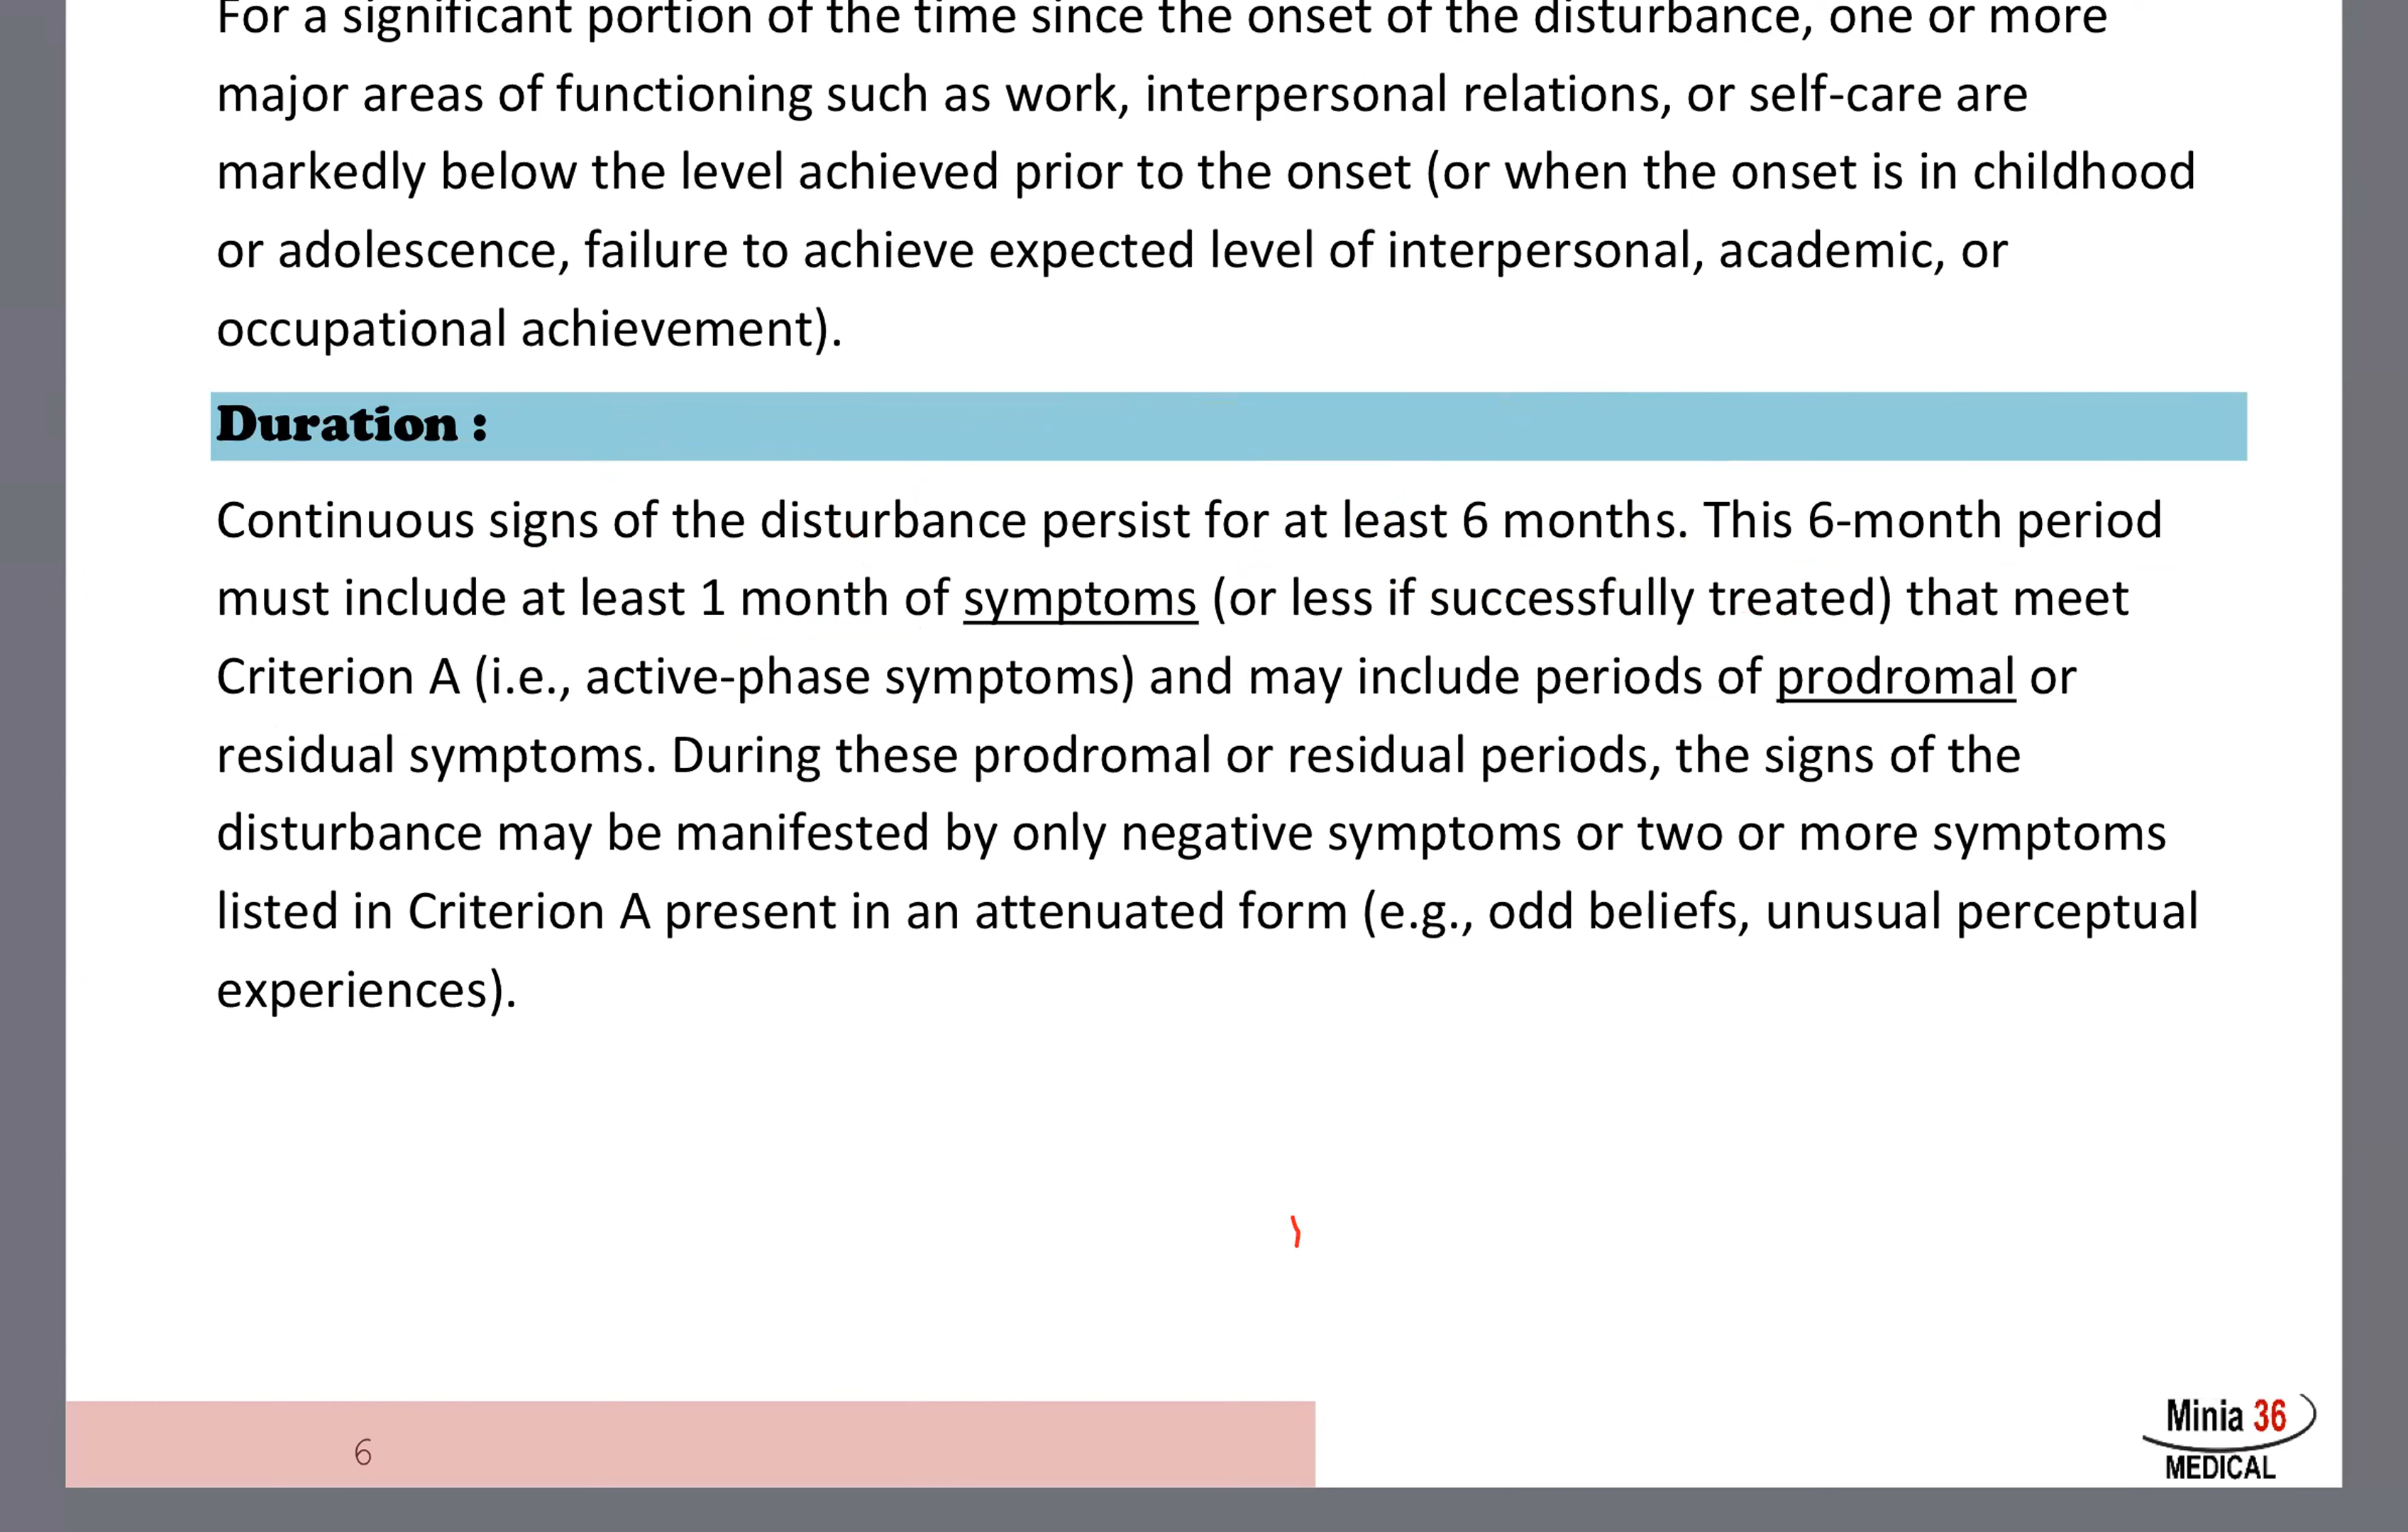 For a significant portion of the time since the onset of the disturbance, one or more
major areas of functioning such as work, interpersonal relations, or self-care are
markedly below the level achieved prior to the onset (or when the onset is in childhood
or adolescence, failure to achieve expected level of interpersonal, academic, or
occupational achievement).
Duration :
Continuous signs of the disturbance persist for at least 6 months. This 6-month period
must include at least 1 month of symptoms (or less if successfully treated) that meet
Criterion A (i.e., active-phase symptoms) and may include periods of prodromal or
residual symptoms. During these prodromal or residual periods, the signs of the
disturbance may be manifested by only negative symptoms or two or more symptoms
listed in Criterion A present in an attenuated form (e.g., odd beliefs, unusual perceptual
experiences).
6
Minia 36
MEDICAL